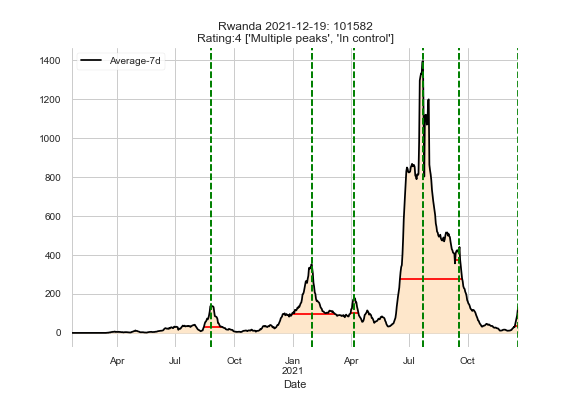 Rwanda 2021-12-19: 101582
Rating:4 ['Multiple peaks', 'In control']
Average-7d
1400
1200
1000
800
600
400
200
0
Apr Jul Oct Jan Apr Jul Oct
2021
Date